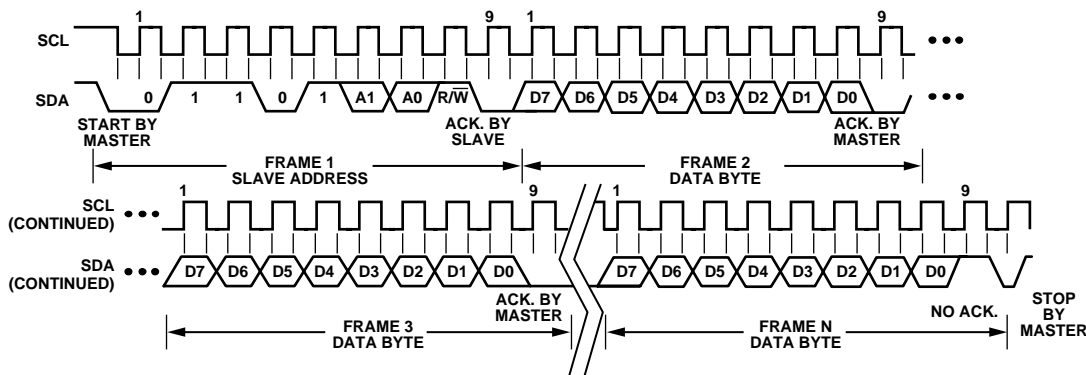 1 9 1 9
SCL •••
SDA 0 1 1 0 1 A1 A0 R/W̅ D7 D6 D5 D4 D3 D2 D1 D0 •••
START BY
MASTER
ACK. BY
SLAVE
ACK. BY
MASTER
FRAME 1
SLAVE ADDRESS
FRAME 2
DATA BYTE
1 9 1 9
SCL
(CONTINUED) •••
SDA
(CONTINUED) ••• D7 D6 D5 D4 D3 D2 D1 D0 D7 D6 D5 D4 D3 D2 D1 D0
ACK. BY
MASTER
NO ACK.
STOP
BY
MASTER
FRAME 3
DATA BYTE
FRAME N
DATA BYTE